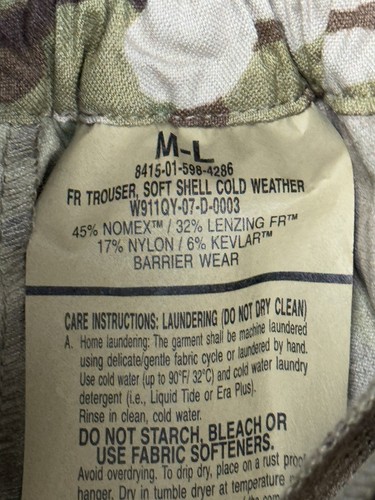 M-L
8415-01-598-4286
FR TROUSER, SOFT SHELL COLD WEATHER
W911QY-07-D-0003
45% NOMEX™ / 32% LENZING FR™
17% NYLON / 6% KEVLAR™
BARRIER WEAR
CARE INSTRUCTIONS: LAUNDERING (DO NOT DRY CLEAN)
A. Home laundering: The garment shall be machine laundered
using delicate/gentle fabric cycle or laundered by hand.
Use cold water (up to 90°F/ 32°C) and cold water laundry
detergent (i.e., Liquid Tide or Era Plus).
Rinse in clean, cold water.
DO NOT STARCH, BLEACH OR
USE FABRIC SOFTENERS.
Avoid overdrying. To drip dry, place on a rust proof
hanger. Dry in tumble dryer at temperature